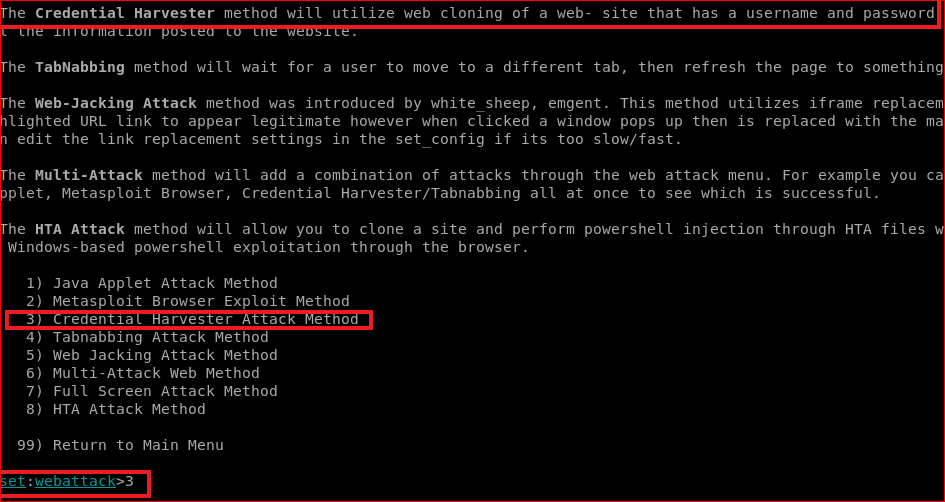 The Credential Harvester method will utilize web cloning of a web- site that has a username and password
t the information posted to the website.
The TabNabbing method will wait for a user to move to a different tab, then refresh the page to something
The Web-Jacking Attack method was introduced by white_sheep, emgent. This method utilizes iframe replacem
hlighted URL link to appear legitimate however when clicked a window pops up then is replaced with the ma
n edit the link replacement settings in the set_config if its too slow/fast.
The Multi-Attack method will add a combination of attacks through the web attack menu. For example you ca
pplet, Metasploit Browser, Credential Harvester/Tabnabbing all at once to see which is successful.
The HTA Attack method will allow you to clone a site and perform powershell injection through HTA files w
Windows-based powershell exploitation through the browser.
1) Java Applet Attack Method
2) Metasploit Browser Exploit Method
3) Credential Harvester Attack Method
4) Tabnabbing Attack Method
5) Web Jacking Attack Method
6) Multi-Attack Web Method
7) Full Screen Attack Method
8) HTA Attack Method
99) Return to Main Menu
set:webattack>3